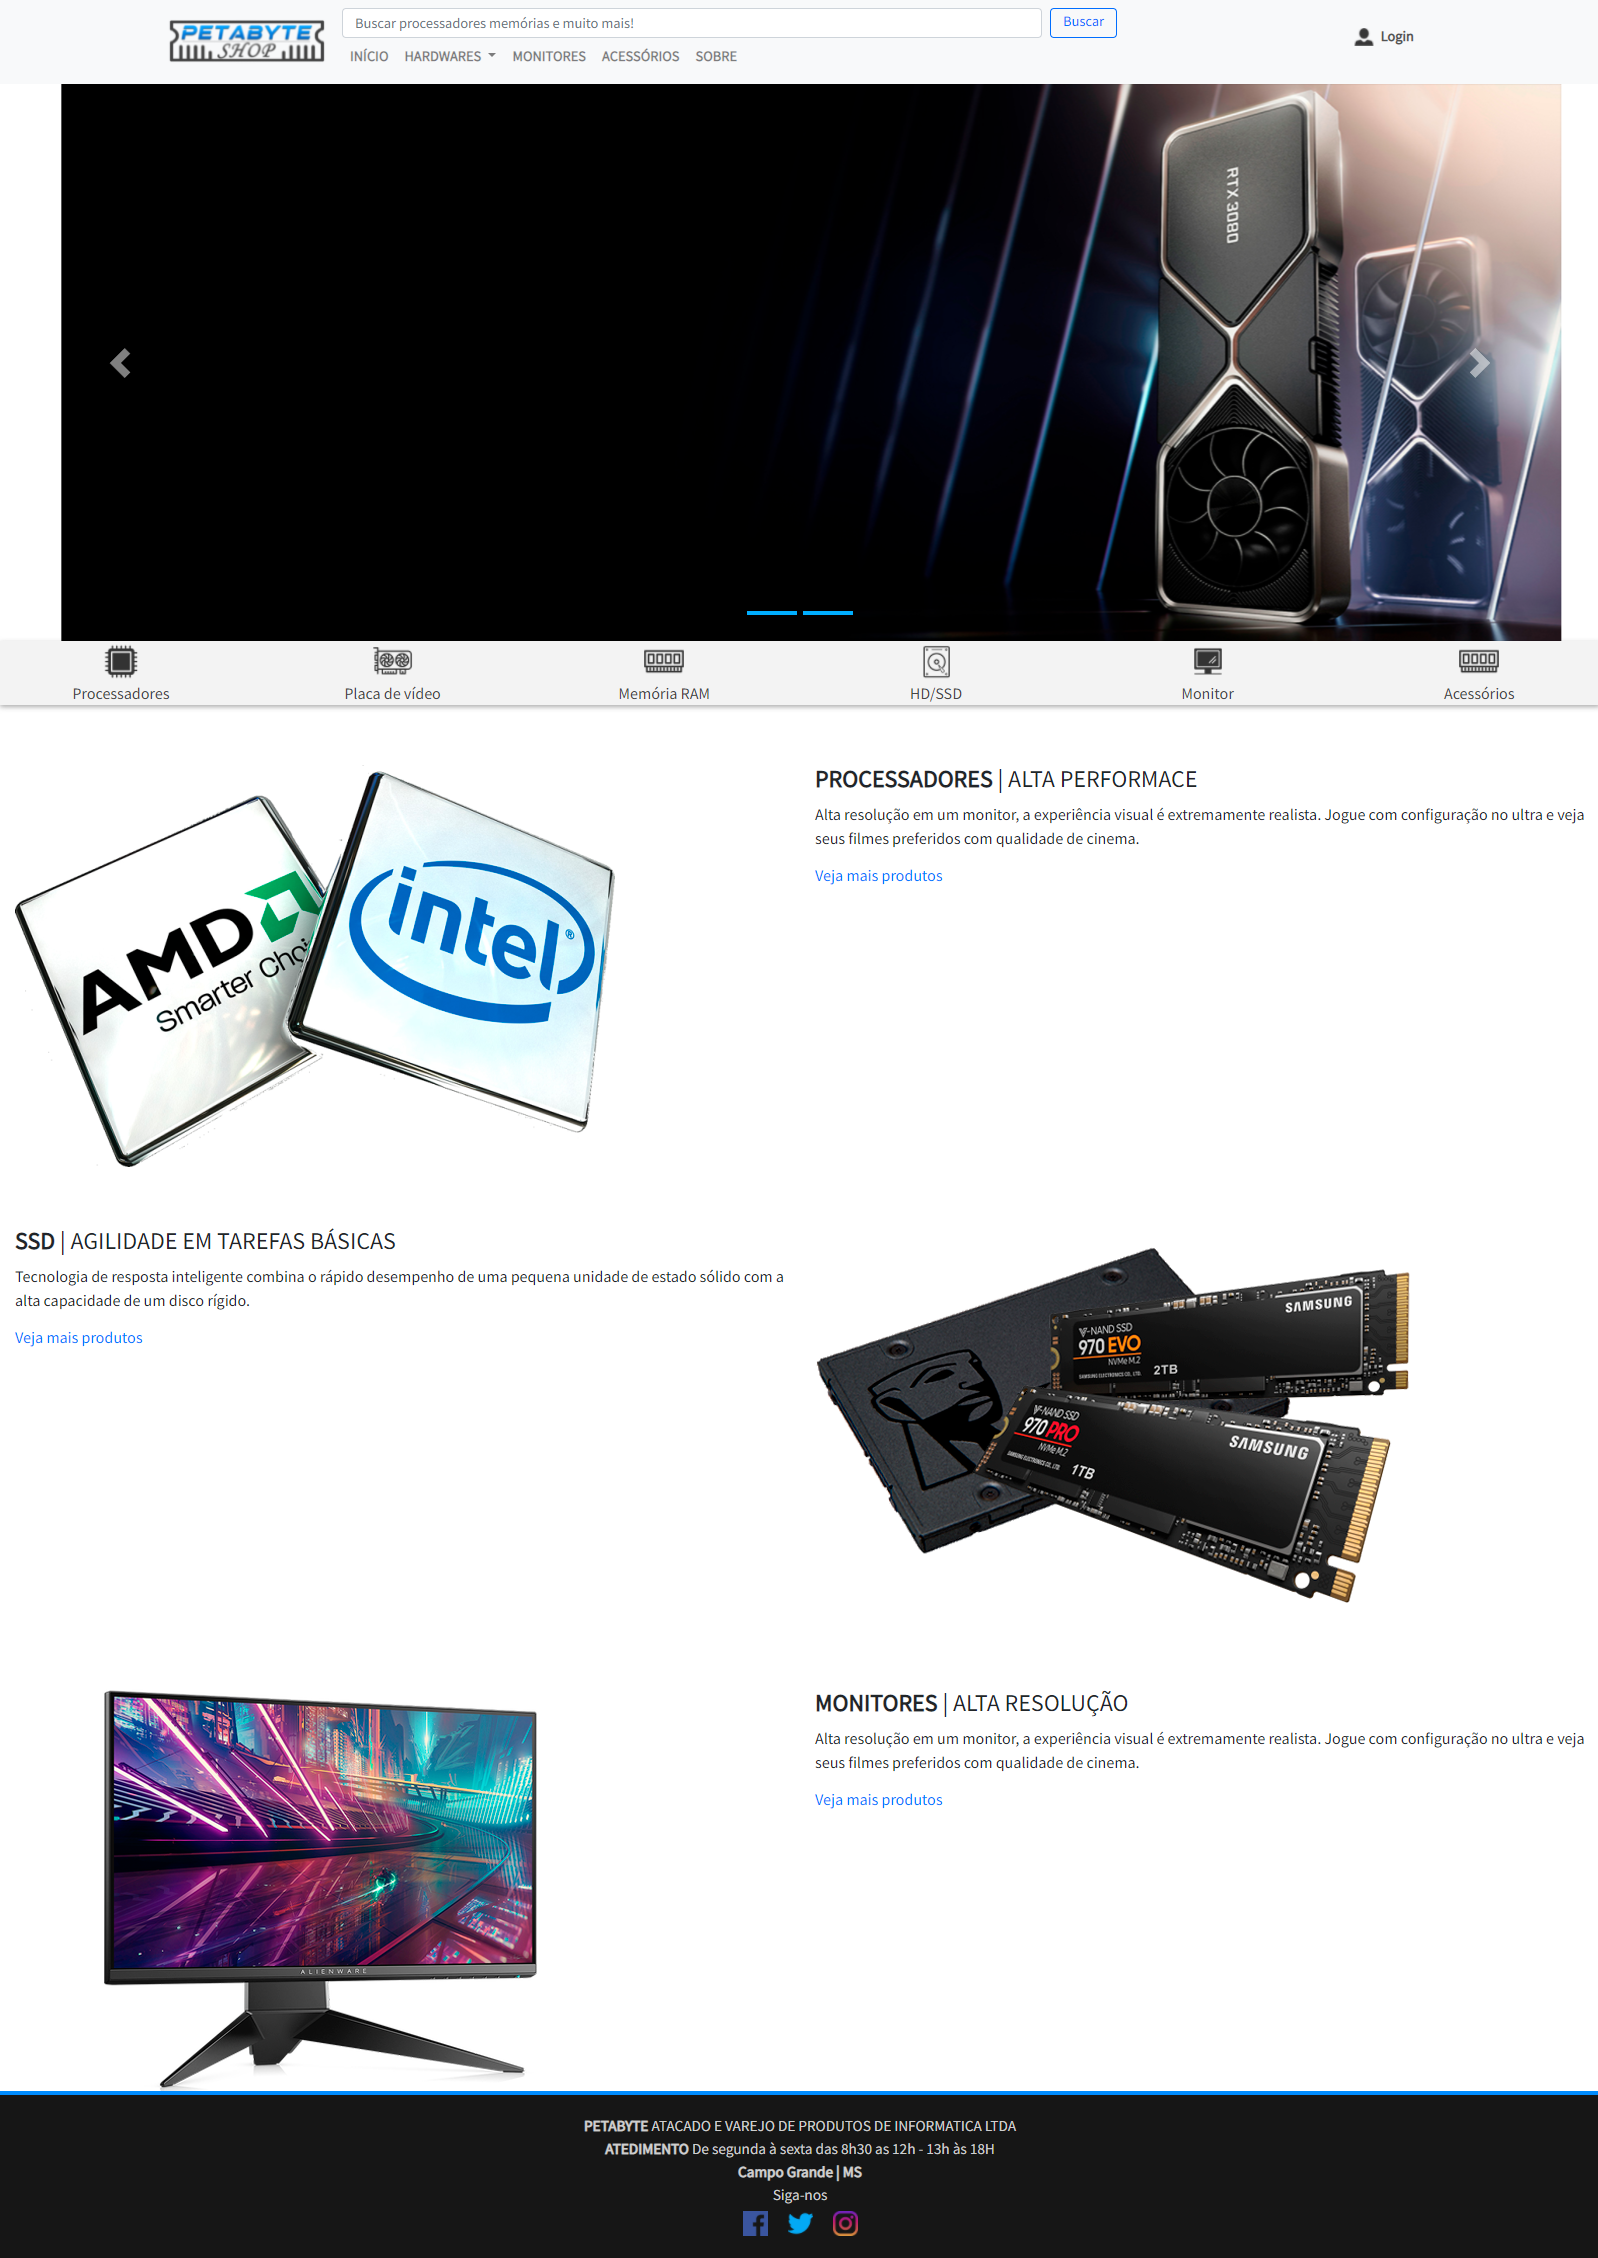 PETABYTE
SHOP
Buscar processadores memórias e muito mais!
Buscar
INÍCIO HARDWARES MONITORES ACESSÓRIOS SOBRE
Login
RTX 3080
Processadores Placa de vídeo Memória RAM HD/SSD Monitor Acessórios
AMD
Smarter Choi
intel®
PROCESSADORES | ALTA PERFORMACE
Alta resolução em um monitor, a experiência visual é extremamente realista. Jogue com configuração no ultra e veja
seus filmes preferidos com qualidade de cinema.
Veja mais produtos
SSD | AGILIDADE EM TAREFAS BÁSICAS
Tecnologia de resposta inteligente combina o rápido desempenho de uma pequena unidade de estado sólido com a
alta capacidade de um disco rígido.
Veja mais produtos
SAMSUNG
V-NAND SSD
970 EVO
NVMe M.2
2TB
SAMSUNG ELECTRONICS CO., LTD.
SAMSUNG
V-NAND SSD
970 PRO
NVMe M.2
1TB
SAMSUNG ELECTRONICS CO., LTD.
ALIENWARE
MONITORES | ALTA RESOLUÇÃO
Alta resolução em um monitor, a experiência visual é extremamente realista. Jogue com configuração no ultra e veja
seus filmes preferidos com qualidade de cinema.
Veja mais produtos
PETABYTE ATACADO E VAREJO DE PRODUTOS DE INFORMATICA LTDA
ATEDIMENTO De segunda à sexta das 8h30 as 12h - 13h às 18H
Campo Grande | MS
Siga-nos